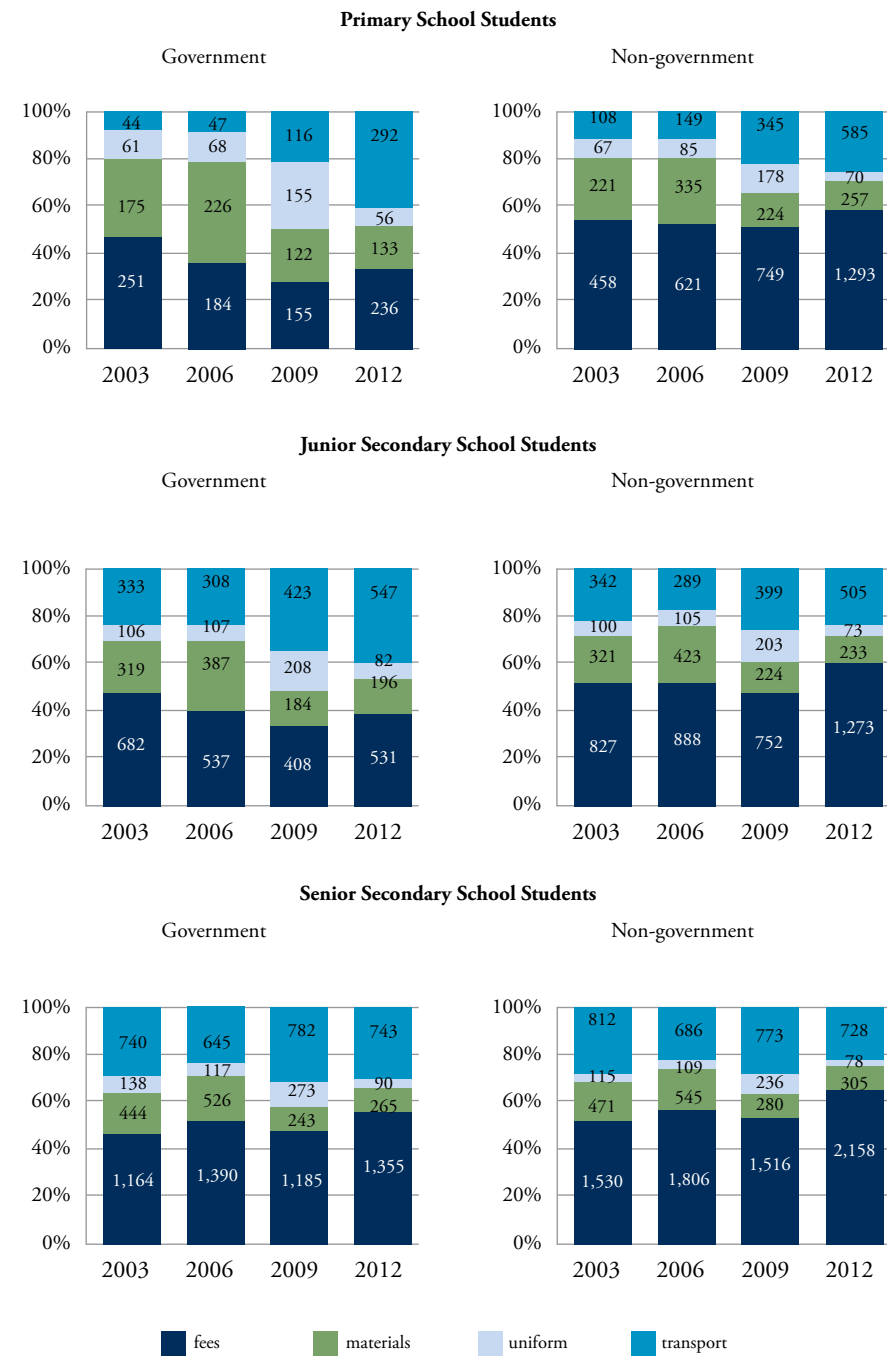 Primary School Students
Government Non-government
100% 44 47 116 292 100% 108 149 345 585
80% 61 68 155 56 80% 67 85 178 70
60% 175 226 122 133 60% 221 335 224 257
40% 251 184 155 236 40% 458 621 749 1,293
20% 20%
0% 0%
2003 2006 2009 2012 2003 2006 2009 2012
Junior Secondary School Students
Government Non-government
100% 333 308 423 547 100% 342 289 399 505
80% 106 107 208 82 80% 100 105 203 73
60% 319 387 184 196 60% 321 423 224 233
40% 682 537 408 531 40% 827 888 752 1,273
20% 20%
0% 0%
2003 2006 2009 2012 2003 2006 2009 2012
Senior Secondary School Students
Government Non-government
100% 740 645 782 743 100% 812 686 773 728
80% 138 117 273 90 80% 115 109 236 78
60% 444 526 243 265 60% 471 545 280 305
40% 1,164 1,390 1,185 1,355 40% 1,530 1,806 1,516 2,158
20% 20%
0% 0%
2003 2006 2009 2012 2003 2006 2009 2012
fees materials uniform transport